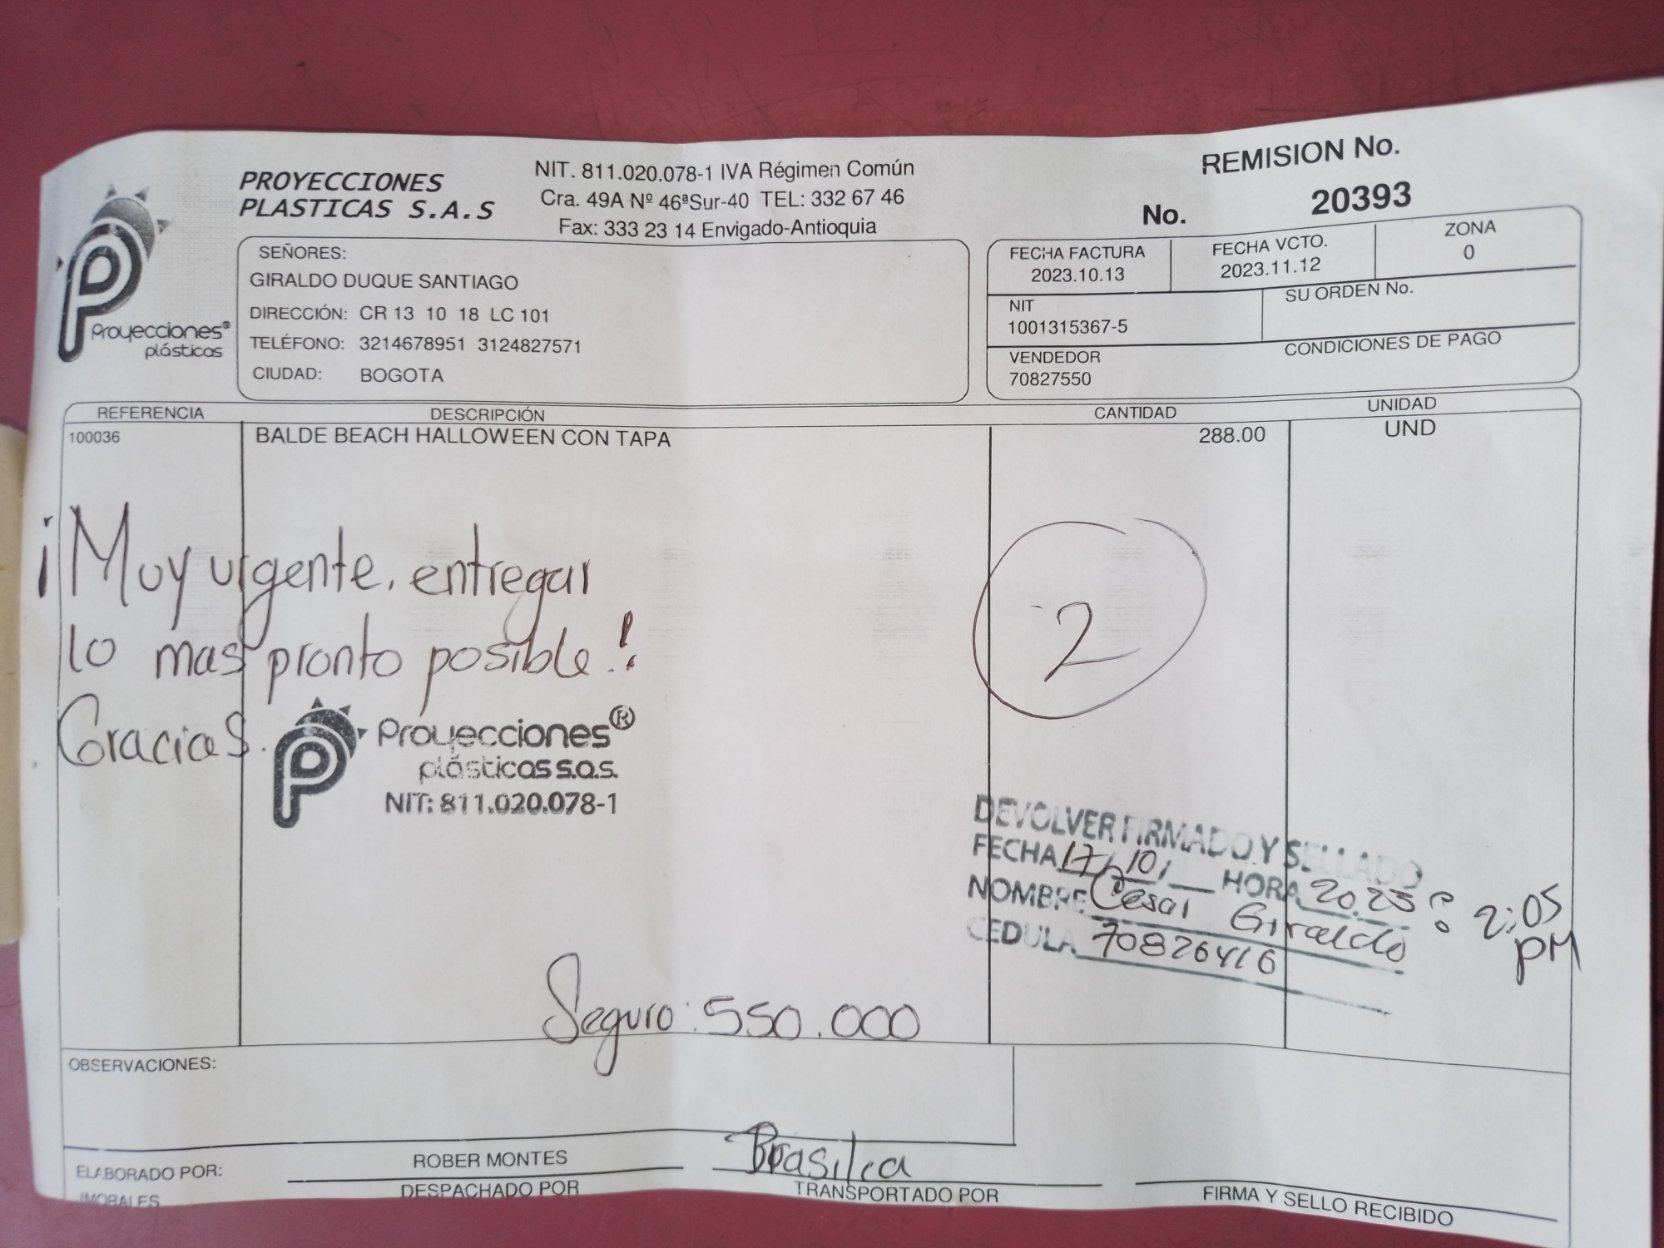 PROYECCIONES
PLASTICAS S.A.S
NIT. 811.020.078-1 IVA Régimen Común
Cra. 49A Nº 46ªSur-40 TEL: 332 67 46
Fax: 333 23 14 Envigado-Antioquia
REMISION No.
No. 20393
Proyecciones®
plásticas
SEÑORES:
GIRALDO DUQUE SANTIAGO
DIRECCIÓN: CR 13 10 18 LC 101
TELÉFONO: 3214678951 3124827571
CIUDAD: BOGOTA
FECHA FACTURA
2023.10.13
FECHA VCTO.
2023.11.12
ZONA
0
NIT
1001315367-5
SU ORDEN No.
VENDEDOR
70827550
CONDICIONES DE PAGO
REFERENCIA DESCRIPCIÓN CANTIDAD UNIDAD
100036 BALDE BEACH HALLOWEEN CON TAPA 288.00 UND
¡Muy urgente, entregar
lo mas pronto posible!
Gracias.
2
Proyecciones®
plásticas s.a.s.
NIT: 811.020.078-1
DEVOLVER FIRMADO Y SELLADO
FECHA 17/10/ HORA 2023: 2:05 PM
NOMBRE Cesar Giraldo
CEDULA 70826416
Seguro: 550.000
OBSERVACIONES:
ELABORADO POR:
JMORALES
ROBER MONTES
DESPACHADO POR
Brasilia
TRANSPORTADO POR
FIRMA Y SELLO RECIBIDO